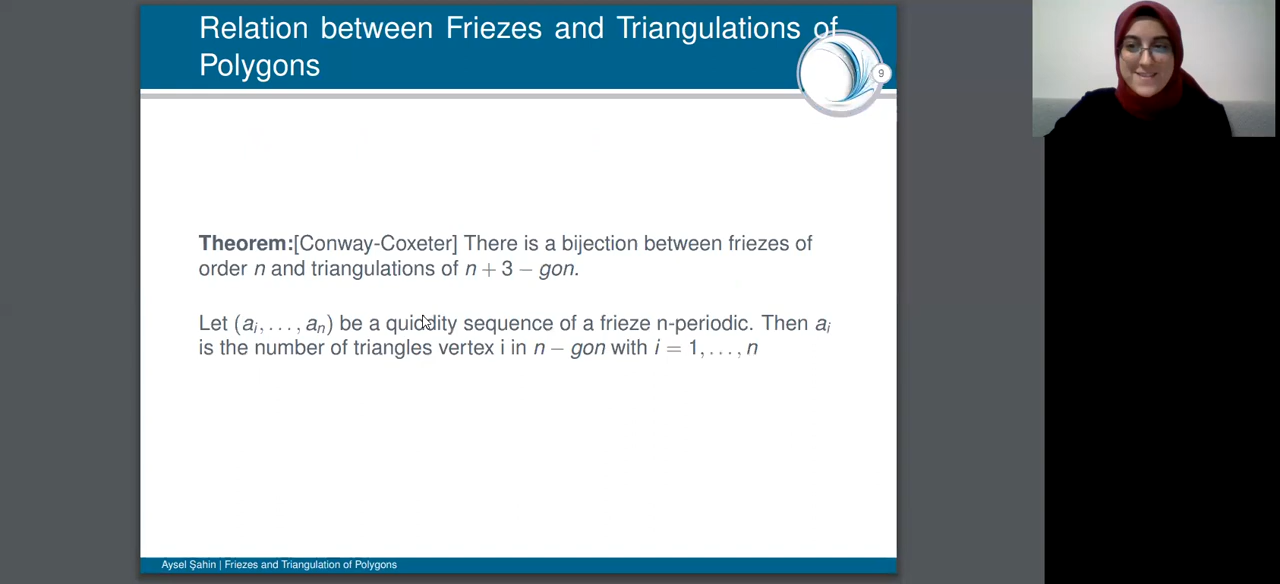 Relation between Friezes and Triangulations of
Polygons
9
Theorem:[Conway-Coxeter] There is a bijection between friezes of
order n and triangulations of n + 3 − gon.
Let (aᵢ, . . . , aₙ) be a quiddity sequence of a frieze n-periodic. Then aᵢ
is the number of triangles vertex i in n − gon with i = 1, . . . , n
Aysel Şahin | Friezes and Triangulation of Polygons